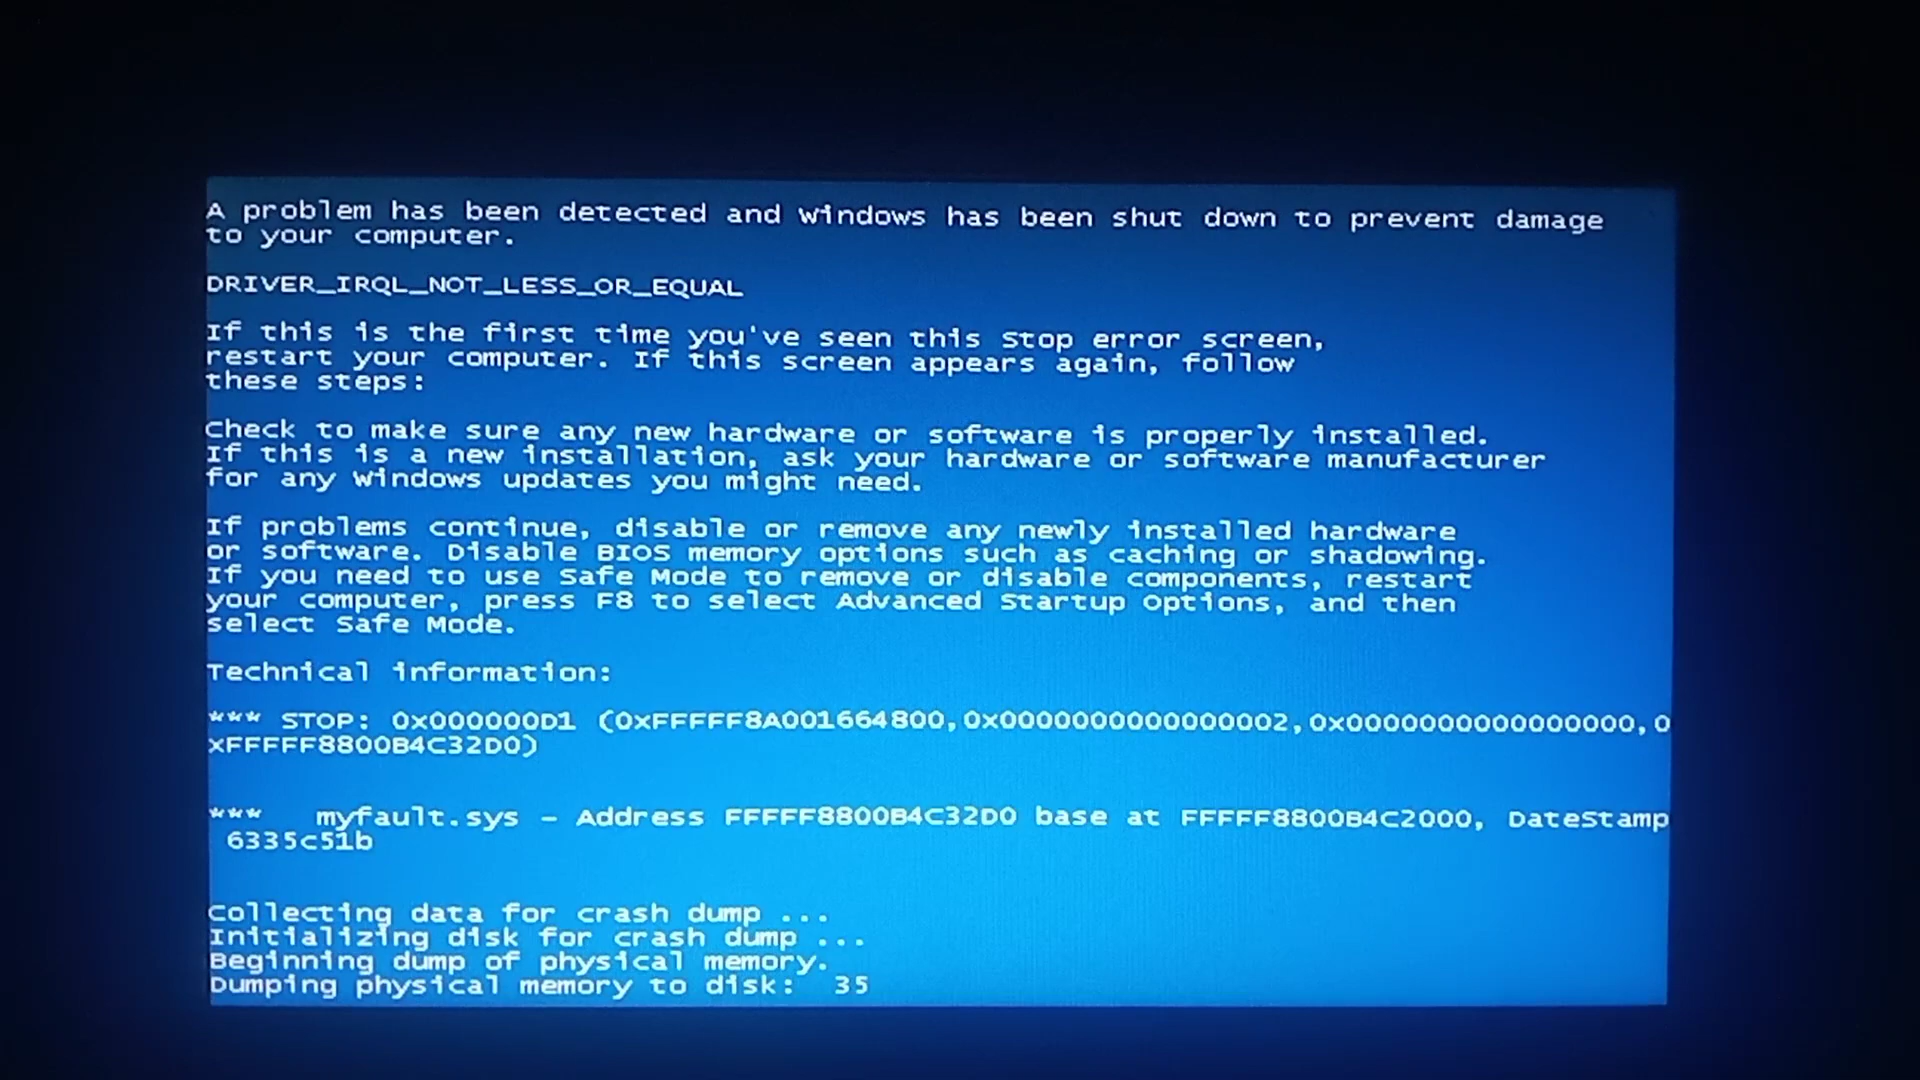 A problem has been detected and windows has been shut down to prevent damage
to your computer.
DRIVER_IRQL_NOT_LESS_OR_EQUAL
If this is the first time you've seen this Stop error screen,
restart your computer. If this screen appears again, follow
these steps:
Check to make sure any new hardware or software is properly installed.
If this is a new installation, ask your hardware or software manufacturer
for any windows updates you might need.
If problems continue, disable or remove any newly installed hardware
or software. Disable BIOS memory options such as caching or shadowing.
If you need to use Safe Mode to remove or disable components, restart
your computer, press F8 to select Advanced Startup Options, and then
select Safe Mode.
Technical information:
*** STOP: 0x000000D1 (0xFFFFF8A001664800,0x0000000000000002,0x0000000000000000,0
xFFFFF8800B4C32D0)
*** myfault.sys – Address FFFFF8800B4C32D0 base at FFFFF8800B4C2000, DateStamp
6335c51b
Collecting data for crash dump ...
Initializing disk for crash dump ...
Beginning dump of physical memory.
Dumping physical memory to disk: 35